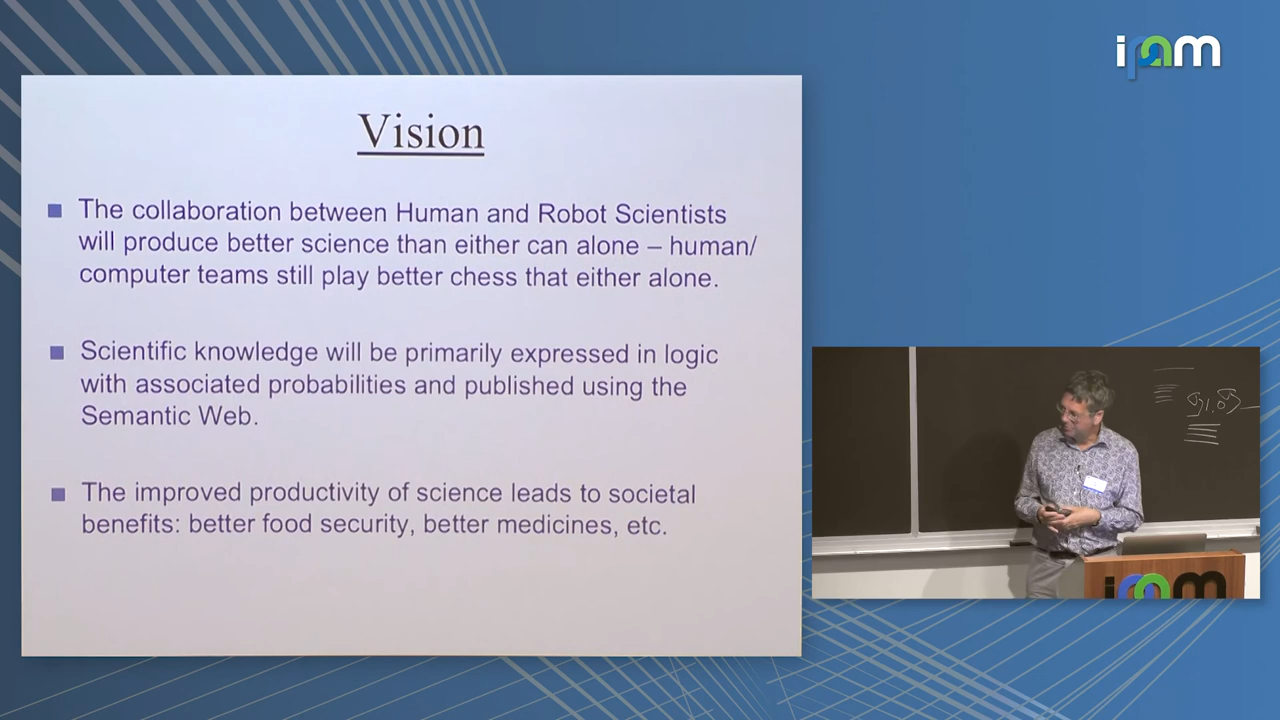 ipam
Vision
The collaboration between Human and Robot Scientists
will produce better science than either can alone – human/
computer teams still play better chess that either alone.
Scientific knowledge will be primarily expressed in logic
with associated probabilities and published using the
Semantic Web.
The improved productivity of science leads to societal
benefits: better food security, better medicines, etc.
ipam